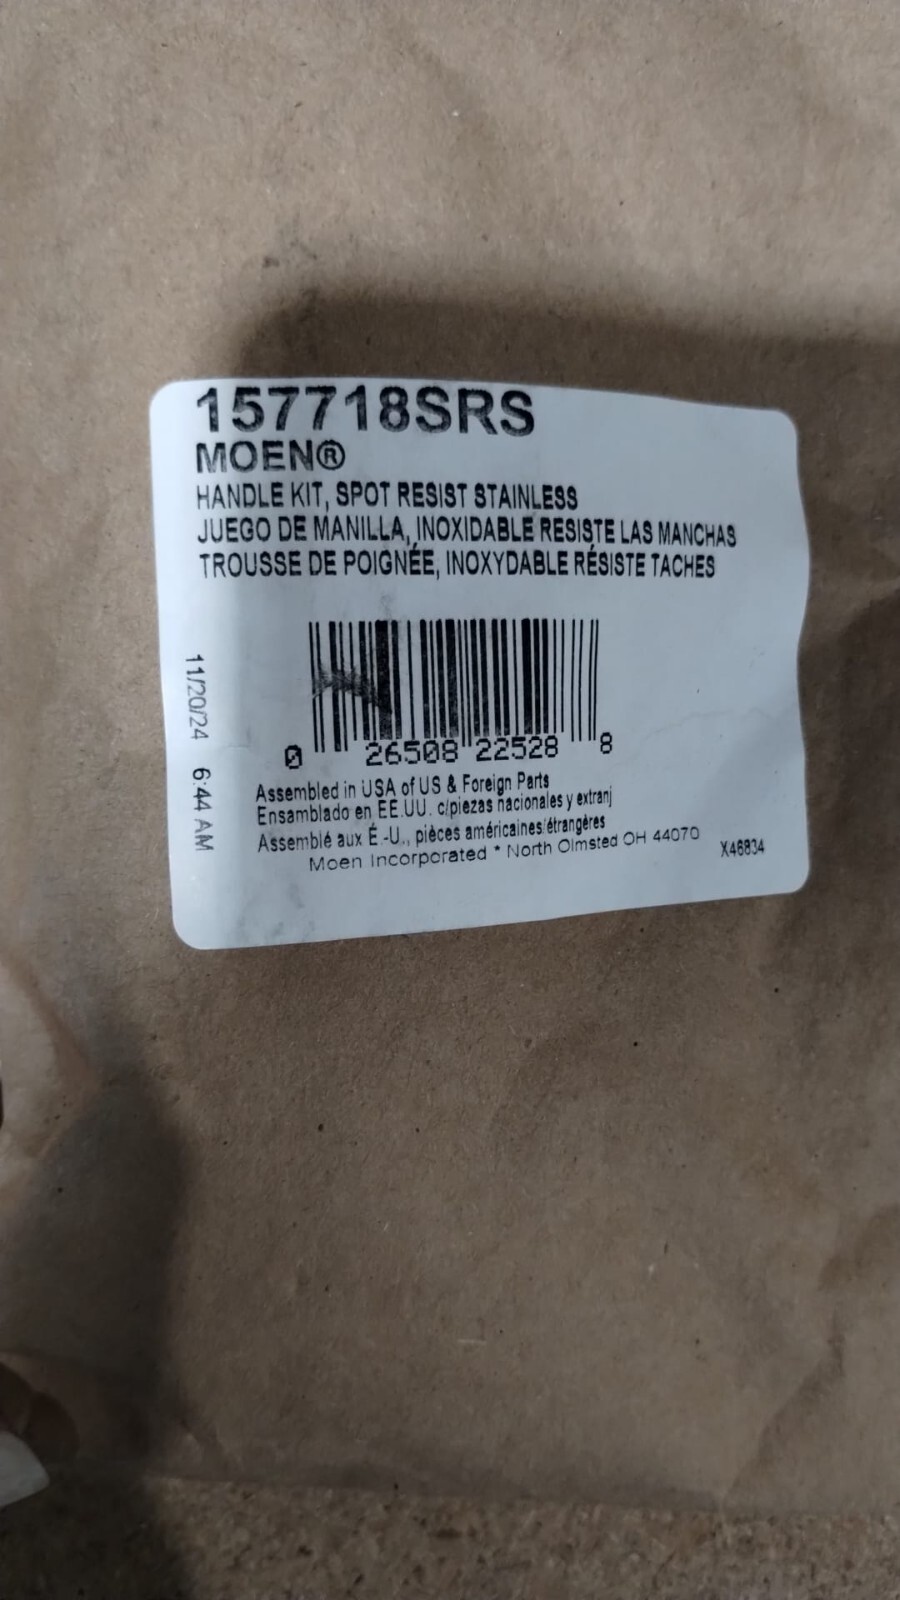 157718SRS
MOEN®
HANDLE KIT, SPOT RESIST STAINLESS
JUEGO DE MANILLA, INOXIDABLE RESISTE LAS MANCHAS
TROUSSE DE POIGNÉE, INOXYDABLE RÉSISTE TACHES
11/20/24 6:44 AM
0 26508 22528 8
Assembled in USA of US & Foreign Parts
Ensamblado en EE.UU. c/piezas nacionales y extranj
Assemblé aux É.-U., pièces américaines/étrangères
Moen Incorporated * North Olmsted OH 44070
X46834